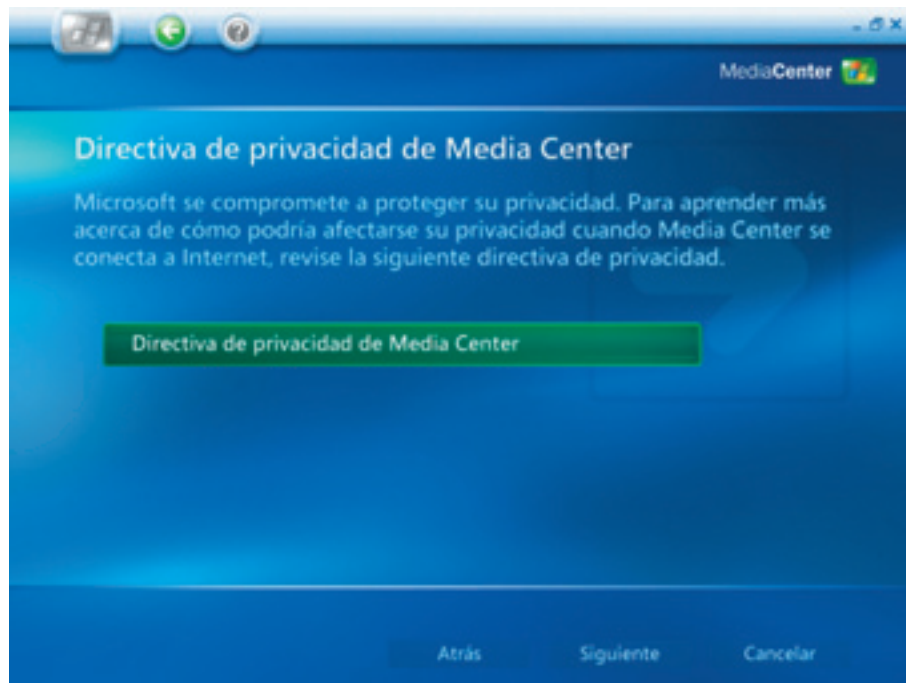 MediaCenter
Directiva de privacidad de Media Center
Microsoft se compromete a proteger su privacidad. Para aprender más
acerca de cómo podría afectarse su privacidad cuando Media Center se
conecta a Internet, revise la siguiente directiva de privacidad.
Directiva de privacidad de Media Center
Atrás Siguiente Cancelar